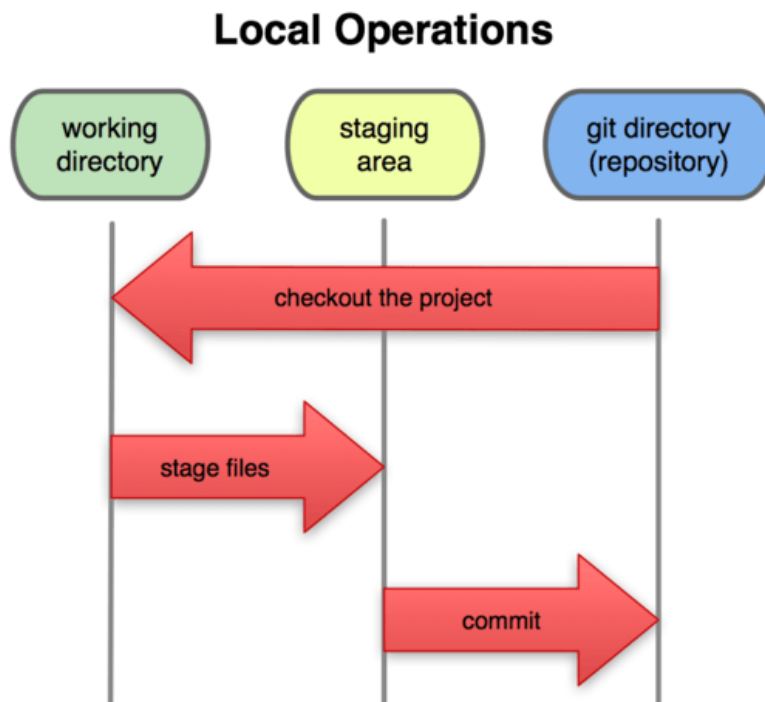 Local Operations
working
directory
staging
area
git directory
(repository)
checkout the project
stage files
commit